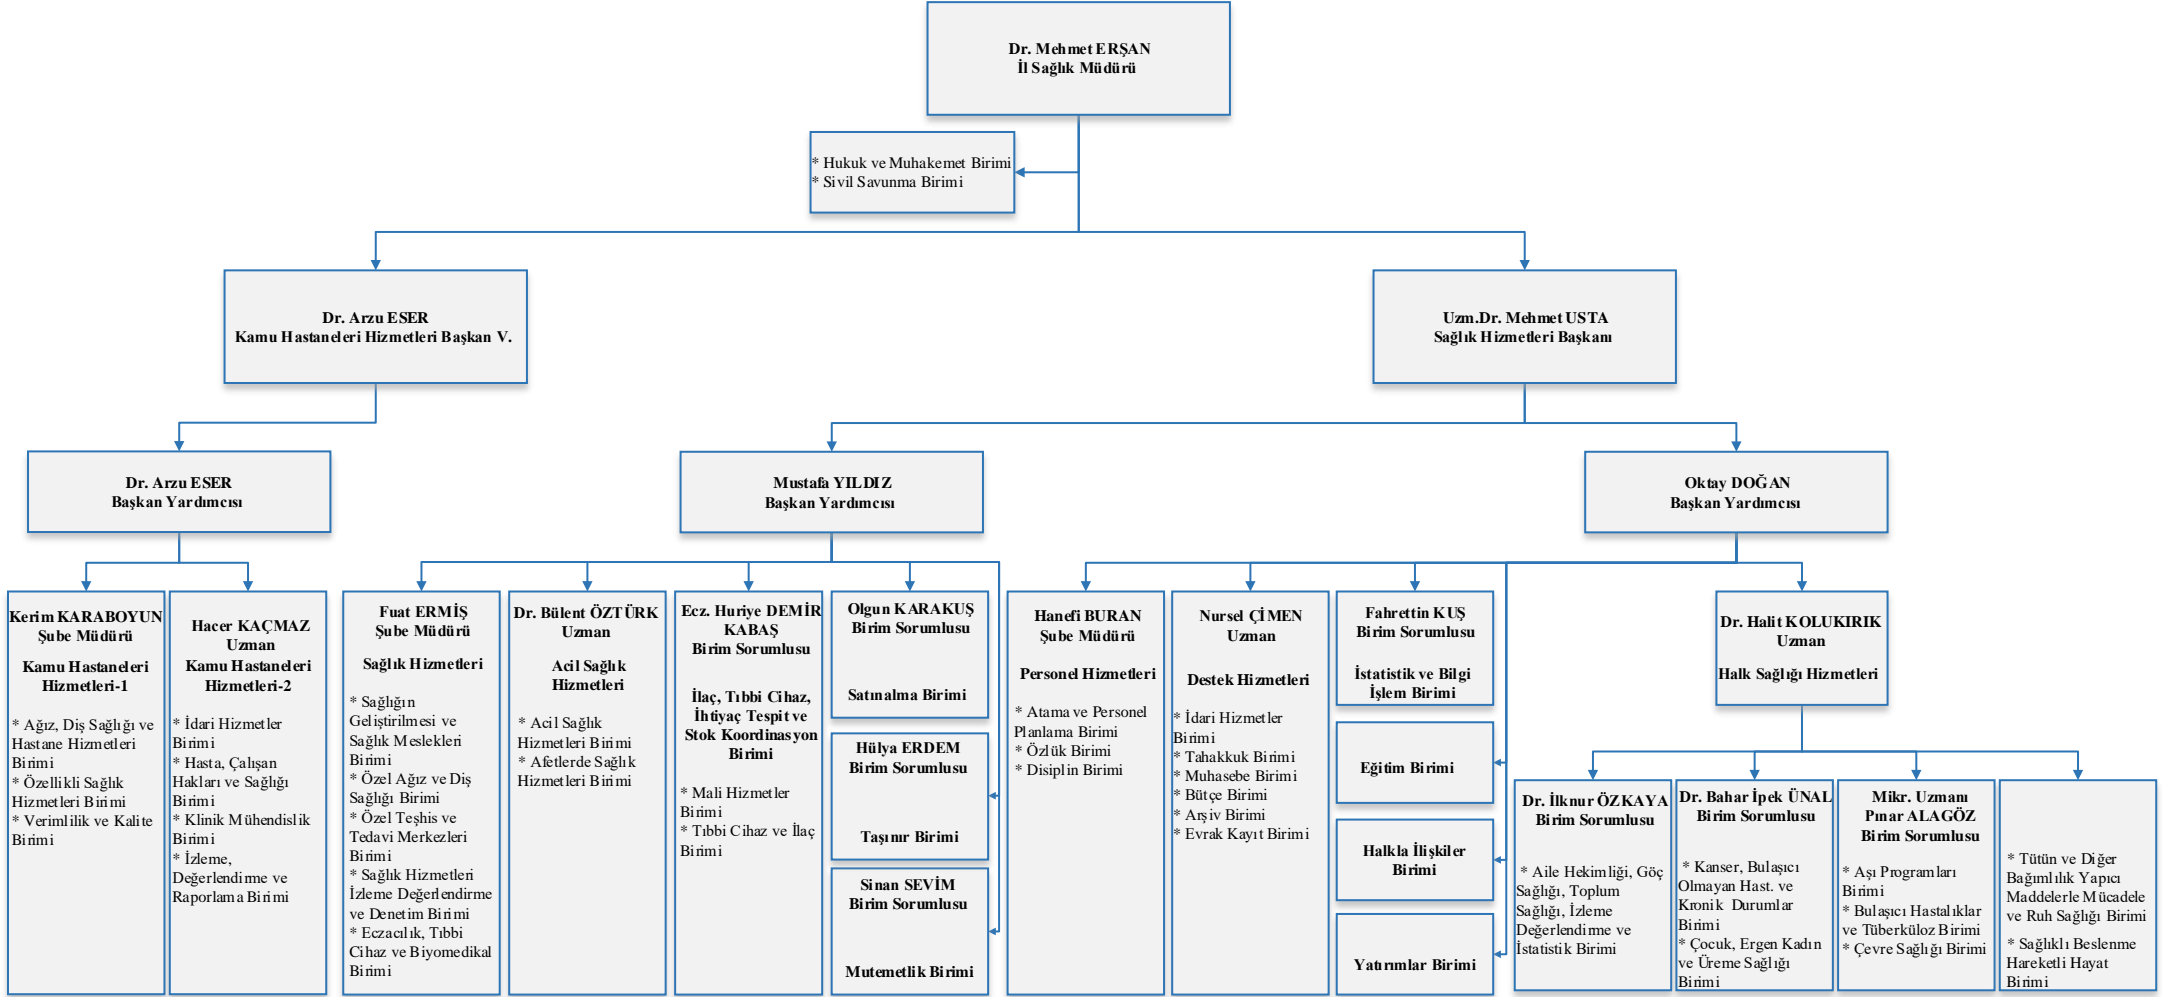 Dr. Mehmet ERŞAN
İl Sağlık Müdürü
* Hukuk ve Muhakemet Birimi
* Sivil Savunma Birimi
Dr. Arzu ESER
Kamu Hastaneleri Hizmetleri Başkan V.
Uzm.Dr. Mehmet USTA
Sağlık Hizmetleri Başkanı
Dr. Arzu ESER
Başkan Yardımcısı
Mustafa YILDIZ
Başkan Yardımcısı
Oktay DOĞAN
Başkan Yardımcısı
Kerim KARABOYUN
Şube Müdürü
Kamu Hastaneleri
Hizmetleri-1
* Ağız, Diş Sağlığı ve
Hastane Hizmetleri
Birimi
* Özellikli Sağlık
Hizmetleri Birimi
* Verimlilik ve Kalite
Birimi
Hacer KAÇMAZ
Uzman
Kamu Hastaneleri
Hizmetleri-2
* İdari Hizmetler
Birimi
* Hasta, Çalışan
Hakları ve Sağlığı
Birimi
* Klinik Mühendislik
Birimi
* İzleme,
Değerlendirme ve
Raporlama Birimi
Fuat ERMİŞ
Şube Müdürü
Sağlık Hizmetleri
* Sağlığın
Geliştirilmesi ve
Sağlık Meslekleri
Birimi
* Özel Ağız ve Diş
Sağlığı Birimi
* Özel Teşhis ve
Tedavi Merkezleri
Birimi
* Sağlık Hizmetleri
İzleme Değerlendirme
ve Denetim Birimi
* Eczacılık, Tıbbi
Cihaz ve Biyomedikal
Birimi
Dr. Bülent ÖZTÜRK
Uzman
Acil Sağlık
Hizmetleri
* Acil Sağlık
Hizmetleri Birimi
* Afetlerde Sağlık
Hizmetleri Birimi
Ecz. Huriye DEMİR
KABAŞ
Birim Sorumlusu
İlaç, Tıbbi Cihaz,
İhtiyaç Tespit ve
Stok Koordinasyon
Birimi
* Mali Hizmetler
Birimi
* Tıbbi Cihaz ve İlaç
Birimi
Olgun KARAKUŞ
Birim Sorumlusu
Satınalma Birimi
Hülya ERDEM
Birim Sorumlusu
Taşınır Birimi
Sinan SEVİM
Birim Sorumlusu
Mutemetlik Birimi
Hanefi BURAN
Şube Müdürü
Personel Hizmetleri
* Atama ve Personel
Planlama Birimi
* Özlük Birimi
* Disiplin Birimi
Nursel ÇİMEN
Uzman
Destek Hizmetleri
* İdari Hizmetler
Birimi
* Tahakkuk Birimi
* Muhasebe Birimi
* Bütçe Birimi
* Arşiv Birimi
* Evrak Kayıt Birimi
Fahrettin KUŞ
Birim Sorumlusu
İstatistik ve Bilgi
İşlem Birimi
Eğitim Birimi
Halkla İlişkiler
Birimi
Yatırımlar Birimi
Dr. Halit KOLUKIRIK
Uzman
Halk Sağlığı Hizmetleri
Dr. İlknur ÖZKAYA
Birim Sorumlusu
* Aile Hekimliği, Göç
Sağlığı, Toplum
Sağlığı, İzleme
Değerlendirme ve
İstatistik Birimi
Dr. Bahar İpek ÜNAL
Birim Sorumlusu
* Kanser, Bulaşıcı
Olmayan Hast. ve
Kronik Durumlar
Birimi
* Çocuk, Ergen Kadın
ve Üreme Sağlığı
Birimi
Mikr. Uzmanı
Pınar ALAGÖZ
Birim Sorumlusu
* Aşı Programları
Birimi
* Bulaşıcı Hastalıklar
ve Tüberküloz Birimi
* Çevre Sağlığı Birimi
* Tütün ve Diğer
Bağımlılık Yapıcı
Maddelerle Mücadele
ve Ruh Sağlığı Birimi
* Sağlıklı Beslenme
Hareketli Hayat
Birimi